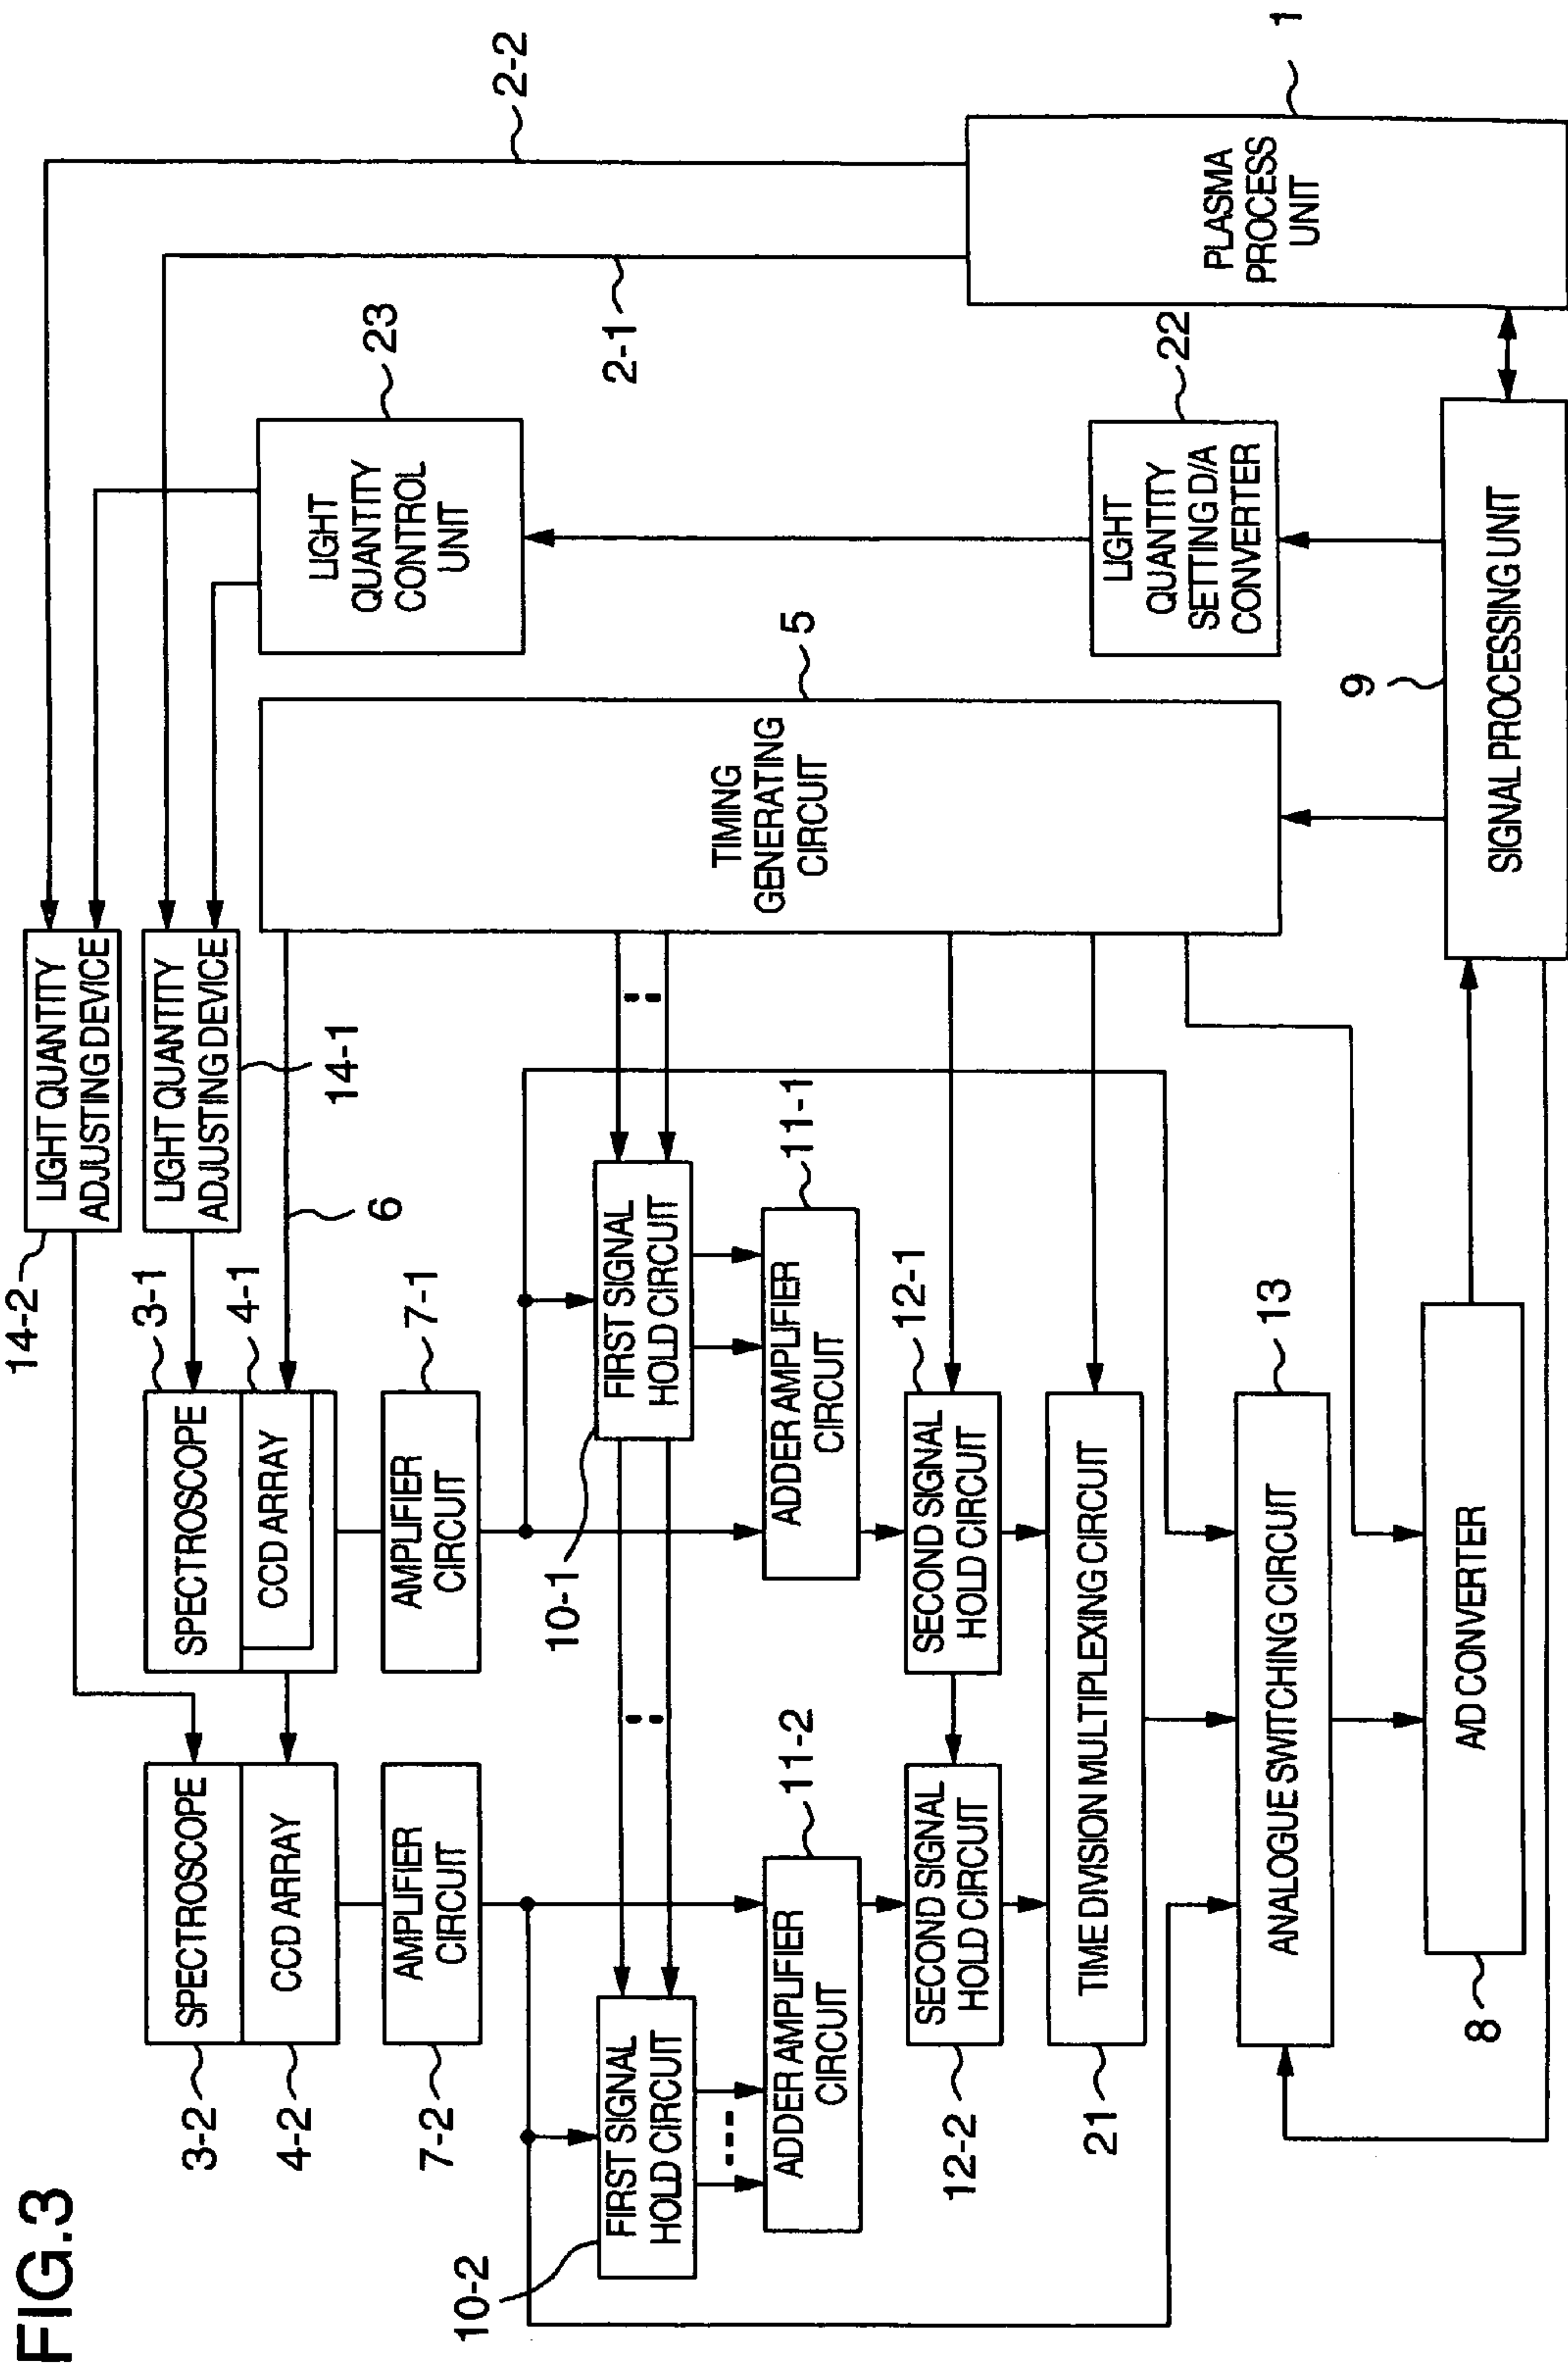 FIG.3
3-2
SPECTROSCOPE
4-2
CCD ARRAY
7-2
AMPLIFIER
CIRCUIT
10-2
FIRST SIGNAL
HOLD CIRCUIT
11-2
ADDER AMPLIFIER
CIRCUIT
12-2
SECOND SIGNAL
HOLD CIRCUIT
21
TIME DIVISION MULTIPLEXING CIRCUIT
ANALOGUE SWITCHING CIRCUIT
13
8
A/D CONVERTER
14-2
3-1
SPECTROSCOPE
4-1
CCD ARRAY
7-1
AMPLIFIER
CIRCUIT
10-1
FIRST SIGNAL
HOLD CIRCUIT
11-1
ADDER AMPLIFIER
CIRCUIT
12-1
SECOND SIGNAL
HOLD CIRCUIT
LIGHT QUANTITY
ADJUSTING DEVICE
LIGHT QUANTITY
ADJUSTING DEVICE
14-1
6
TIMING
GENERATING
CIRCUIT
5
9
SIGNAL PROCESSING UNIT
LIGHT
QUANTITY
CONTROL
UNIT
23
LIGHT
QUANTITY
SETTING D/A
CONVERTER
22
2-1
2-2
PLASMA
PROCESS
UNIT
1